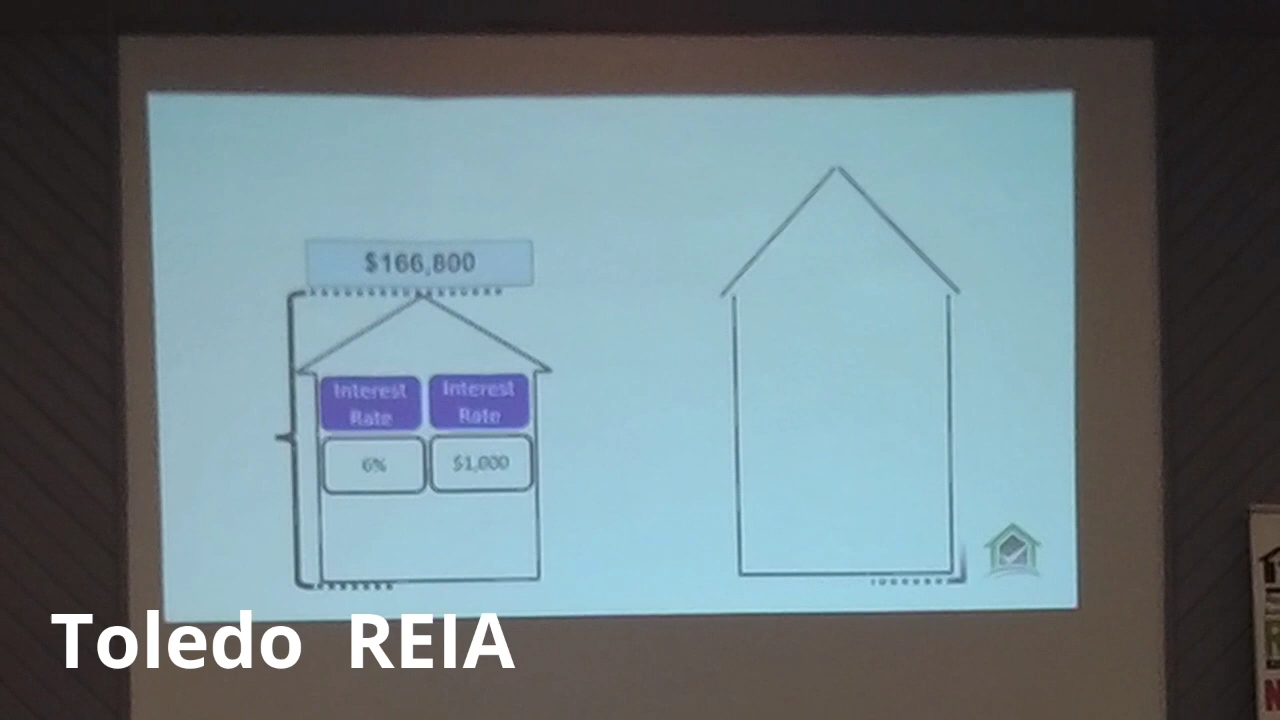 $166,800
Interest Rate
Interest Rate
6%
$1,000
Toledo REIA